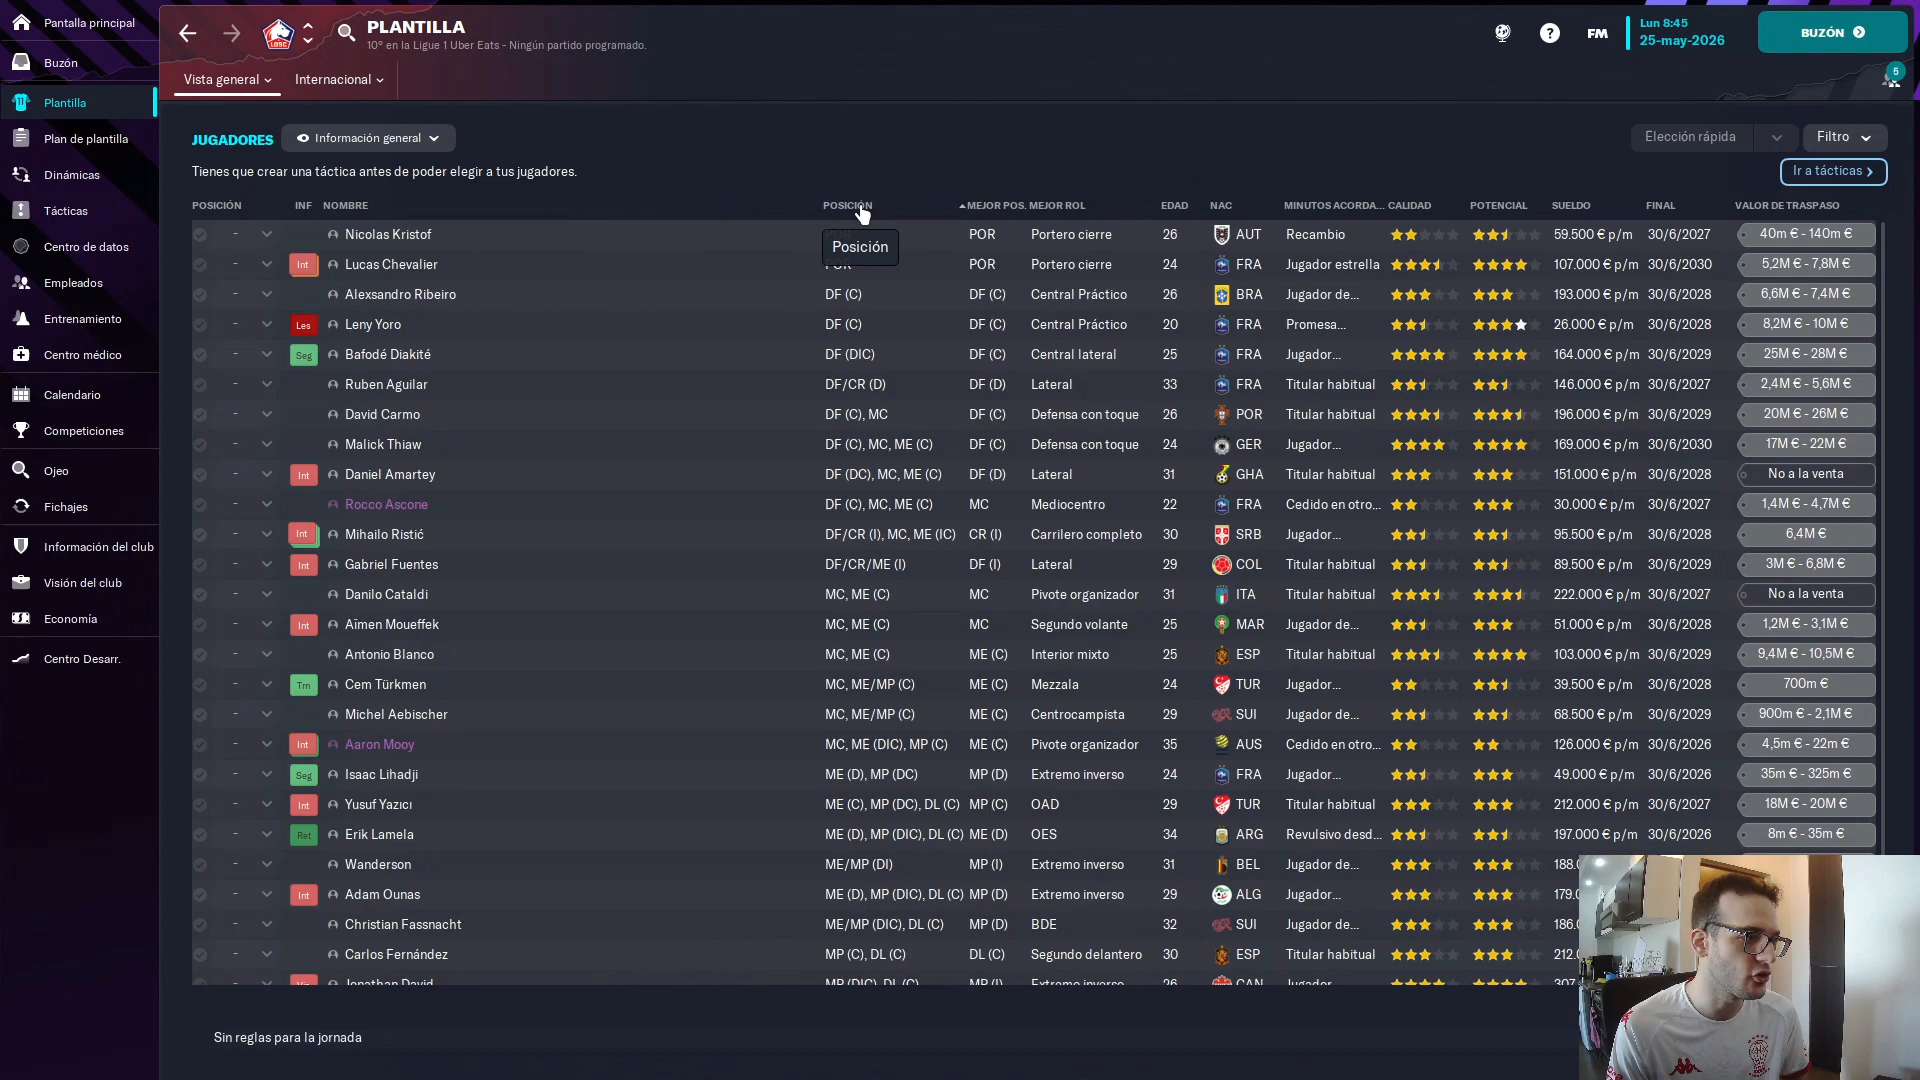 Pantalla principal
Buzón
Plantilla
Plan de plantilla
Dinámicas
Tácticas
Centro de datos
Empleados
Entrenamiento
Centro médico
Calendario
Competiciones
Ojeo
Fichajes
Información del club
Visión del club
Economía
Centro Desarr.
LOSC
PLANTILLA
10º en la Ligue 1 Uber Eats - Ningún partido programado.
Vista general
Internacional
FM
Lun 8:45
25-may-2026
BUZÓN
5
JUGADORES
Información general
Elección rápida
Filtro
Tienes que crear una táctica antes de poder elegir a tus jugadores.
Ir a tácticas
POSICIÓN INF NOMBRE POSICIÓN MEJOR POS. MEJOR ROL EDAD NAC MINUTOS ACORDA... CALIDAD POTENCIAL SUELDO FINAL VALOR DE TRASPASO
Posición
- Nicolas Kristof POR Portero cierre 26 AUT Recambio 59.500 € p/m 30/6/2027 40m € - 140m €
- Int Lucas Chevalier POR POR Portero cierre 24 FRA Jugador estrella 107.000 € p/m 30/6/2030 5,2M € - 7,8M €
- Alexsandro Ribeiro DF (C) DF (C) Central Práctico 26 BRA Jugador de... 193.000 € p/m 30/6/2028 6,6M € - 7,4M €
- Les Leny Yoro DF (C) DF (C) Central Práctico 20 FRA Promesa... 26.000 € p/m 30/6/2028 8,2M € - 10M €
- Seg Bafodé Diakité DF (DIC) DF (C) Central lateral 25 FRA Jugador... 164.000 € p/m 30/6/2029 25M € - 28M €
- Ruben Aguilar DF/CR (D) DF (D) Lateral 33 FRA Titular habitual 146.000 € p/m 30/6/2027 2,4M € - 5,6M €
- David Carmo DF (C), MC DF (C) Defensa con toque 26 POR Titular habitual 196.000 € p/m 30/6/2029 20M € - 26M €
- Malick Thiaw DF (C), MC, ME (C) DF (C) Defensa con toque 24 GER Jugador... 169.000 € p/m 30/6/2030 17M € - 22M €
- Int Daniel Amartey DF (DC), MC, ME (C) DF (D) Lateral 31 GHA Titular habitual 151.000 € p/m 30/6/2028 No a la venta
- Rocco Ascone DF (C), MC, ME (C) MC Mediocentro 22 FRA Cedido en otro... 30.000 € p/m 30/6/2027 1,4M € - 4,7M €
- Int Mihailo Ristić DF/CR (I), MC, ME (IC) CR (I) Carrilero completo 30 SRB Jugador... 95.500 € p/m 30/6/2028 6,4M €
- Int Gabriel Fuentes DF/CR/ME (I) DF (I) Lateral 29 COL Titular habitual 89.500 € p/m 30/6/2029 3M € - 6,8M €
- Danilo Cataldi MC, ME (C) MC Pivote organizador 31 ITA Titular habitual 222.000 € p/m 30/6/2027 No a la venta
- Int Aïmen Moueffek MC, ME (C) MC Segundo volante 25 MAR Jugador de... 51.000 € p/m 30/6/2028 1,2M € - 3,1M €
- Antonio Blanco MC, ME (C) ME (C) Interior mixto 25 ESP Titular habitual 103.000 € p/m 30/6/2029 9,4M € - 10,5M €
- Trn Cem Türkmen MC, ME/MP (C) ME (C) Mezzala 24 TUR Jugador... 39.500 € p/m 30/6/2028 700m €
- Michel Aebischer MC, ME/MP (C) ME (C) Centrocampista 29 SUI Jugador de... 68.500 € p/m 30/6/2029 900m € - 2,1M €
- Int Aaron Mooy MC, ME (DIC), MP (C) ME (C) Pivote organizador 35 AUS Cedido en otro... 126.000 € p/m 30/6/2026 4,5m € - 22m €
- Seg Isaac Lihadji ME (D), MP (DC) MP (D) Extremo inverso 24 FRA Jugador... 49.000 € p/m 30/6/2026 35m € - 325m €
- Int Yusuf Yazıcı ME (C), MP (DC), DL (C) MP (C) OAD 29 TUR Titular habitual 212.000 € p/m 30/6/2027 18M € - 20M €
- Ret Erik Lamela ME (D), MP (DIC), DL (C) ME (D) OES 34 ARG Revulsivo desd... 197.000 € p/m 30/6/2026 8m € - 35m €
- Wanderson ME/MP (DI) MP (I) Extremo inverso 31 BEL Jugador de... 188.0
- Int Adam Ounas ME (D), MP (DIC), DL (C) MP (D) Extremo inverso 29 ALG Jugador... 179.0
- Christian Fassnacht ME/MP (DIC), DL (C) MP (D) BDE 32 SUI Jugador de... 186.0
- Carlos Fernández MP (C), DL (C) DL (C) Segundo delantero 30 ESP Titular habitual 212.0
Jonathan David MP (DIC), DL (C) MP (I) Extremo inverso 26 CAN Jugador... 307
Sin reglas para la jornada